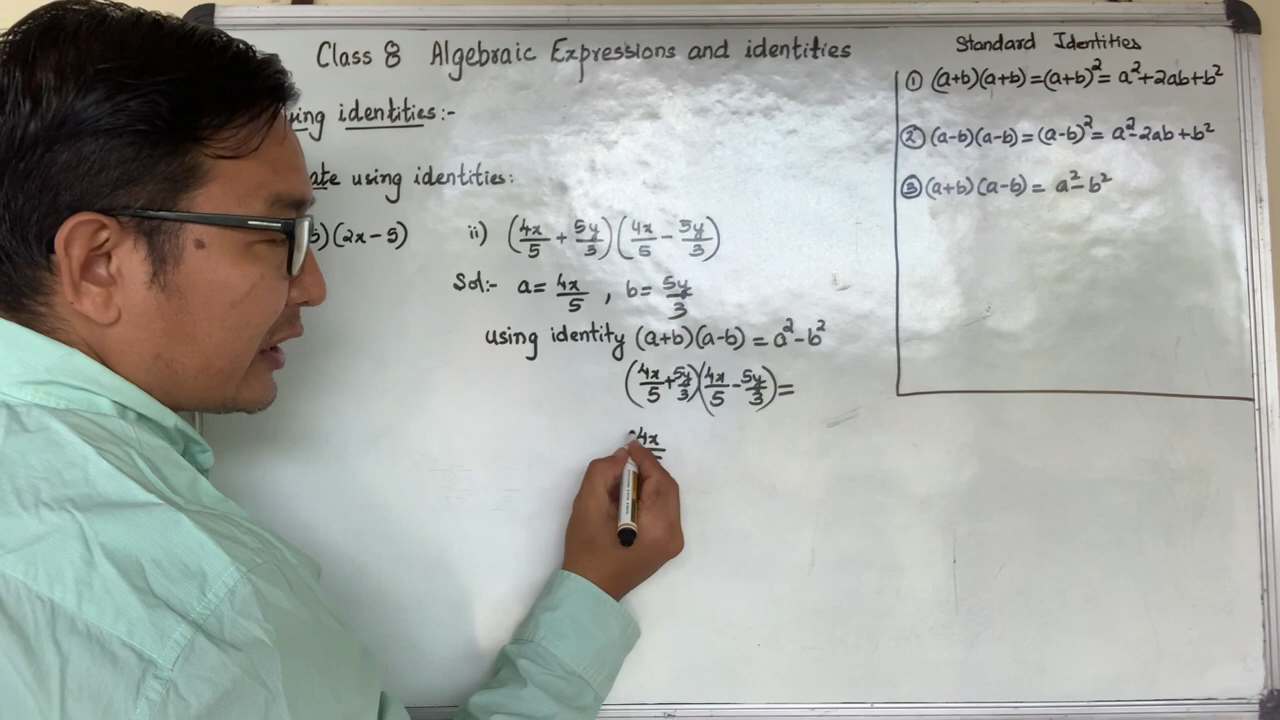 Class 8 Algebraic Expressions and identities
ing identities:-
ate using identities:
5)(2x-5)
ii) (4x/5 + 5y/3)(4x/5 - 5y/3)
Sol:- a = 4x/5 , b = 5y/3
using identity (a+b)(a-b) = a²-b²
(4x/5+5y/3)(4x/5-5y/3)=
4x
Standard Identities
① (a+b)(a+b)=(a+b)²= a²+2ab+b²
② (a-b)(a-b)=(a-b)²= a²-2ab+b²
③ (a+b)(a-b)= a²-b²